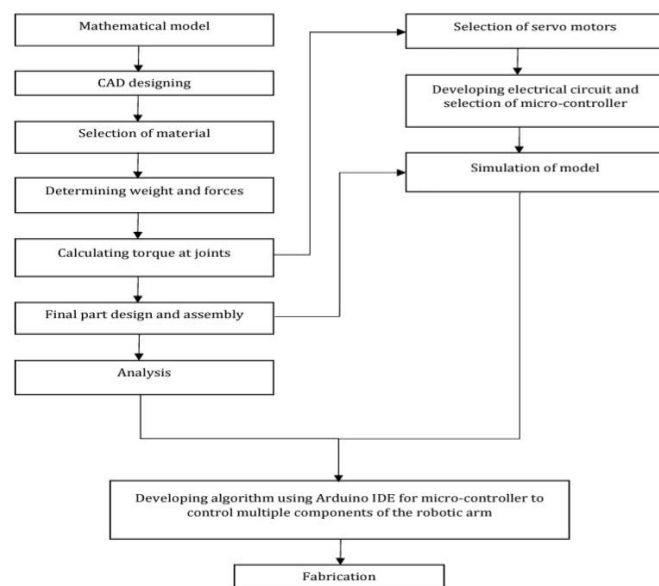 Mathematical model
CAD designing
Selection of material
Determining weight and forces
Calculating torque at joints
Final part design and assembly
Analysis
Selection of servo motors
Developing electrical circuit and
selection of micro-controller
Simulation of model
Developing algorithm using Arduino IDE for micro-controller to
control multiple components of the robotic arm
Fabrication